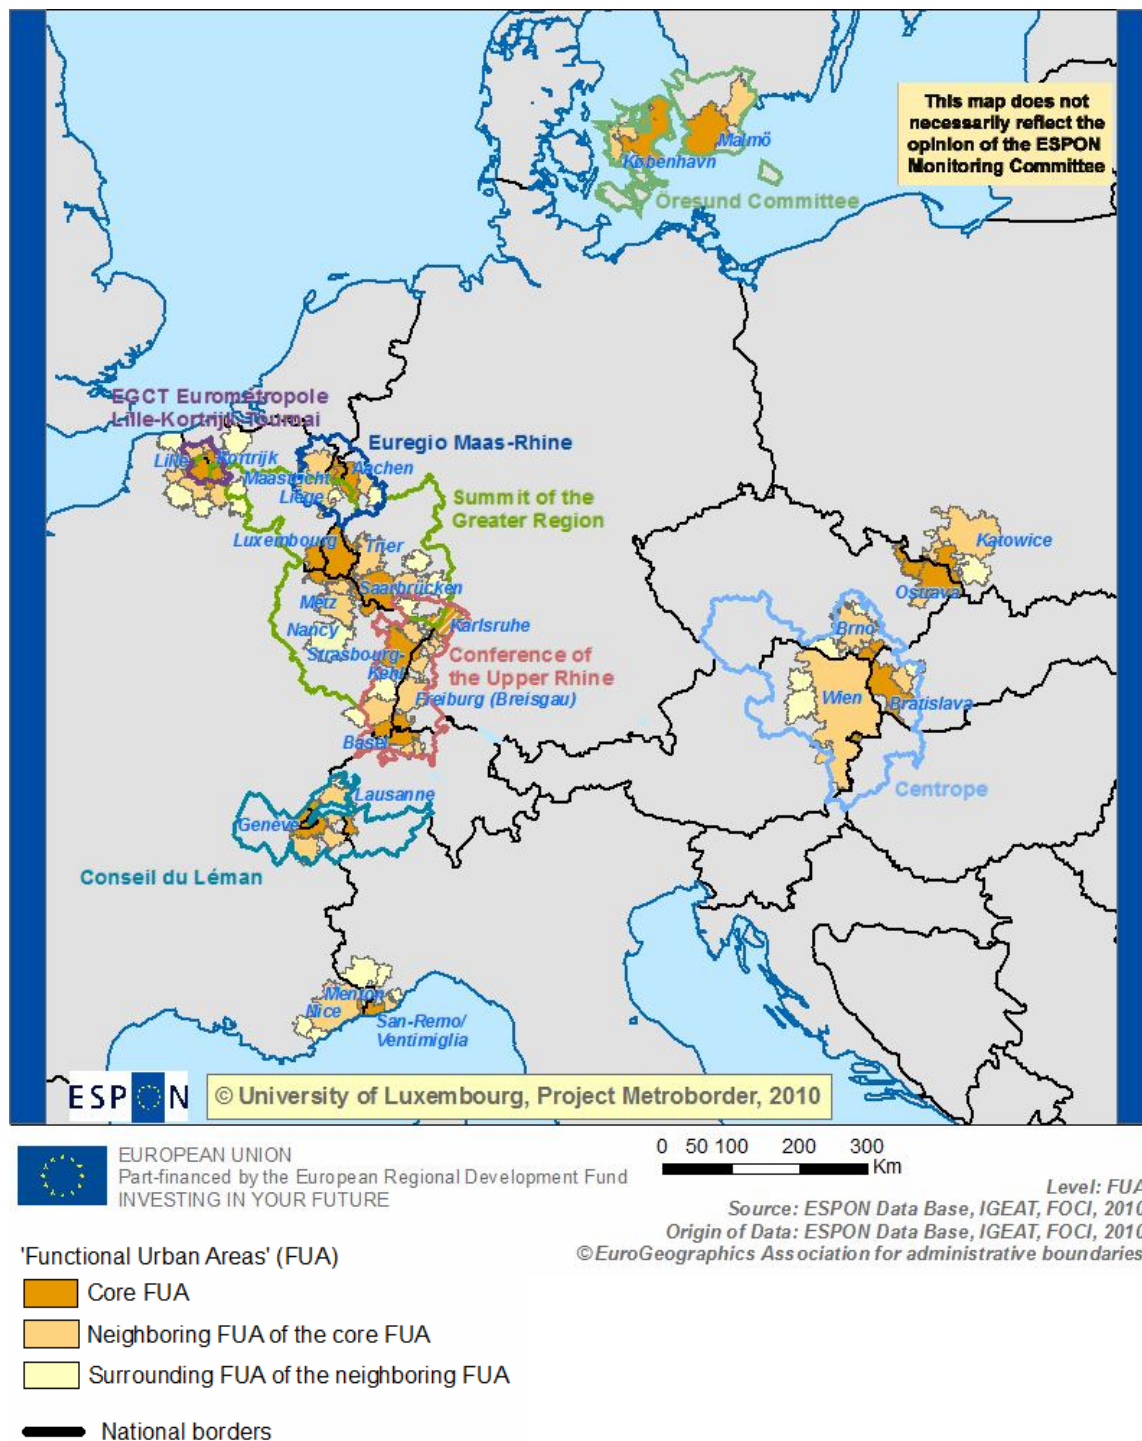 This map does not
necessarily reflect the
opinion of the ESPON
Monitoring Committee
Malmö
København
Öresund Committee
EGCT Eurométropole
Lille-Kortrijk-Tournai
Euregio Maas-Rhine
Lille
Kortrijk
Aachen
Maastricht
Liège
Summit of the
Greater Region
Luxembourg
Trier
Katowice
Saarbrücken
Ostrava
Metz
Nancy
Karlsruhe
Brno
Strasbourg-
Kehl
Conference of
the Upper Rhine
Freiburg (Breisgau)
Wien
Bratislava
Basel
Centrope
Lausanne
Genève
Conseil du Léman
Menton
Nice
San-Remo/
Ventimiglia
ESPON
© University of Luxembourg, Project Metroborder, 2010
EUROPEAN UNION
Part-financed by the European Regional Development Fund
INVESTING IN YOUR FUTURE
0 50 100 200 300
Km
Level: FUA
Source: ESPON Data Base, IGEAT, FOCI, 2010
Origin of Data: ESPON Data Base, IGEAT, FOCI, 2010
© EuroGeographics Association for administrative boundaries
'Functional Urban Areas' (FUA)
Core FUA
Neighboring FUA of the core FUA
Surrounding FUA of the neighboring FUA
National borders